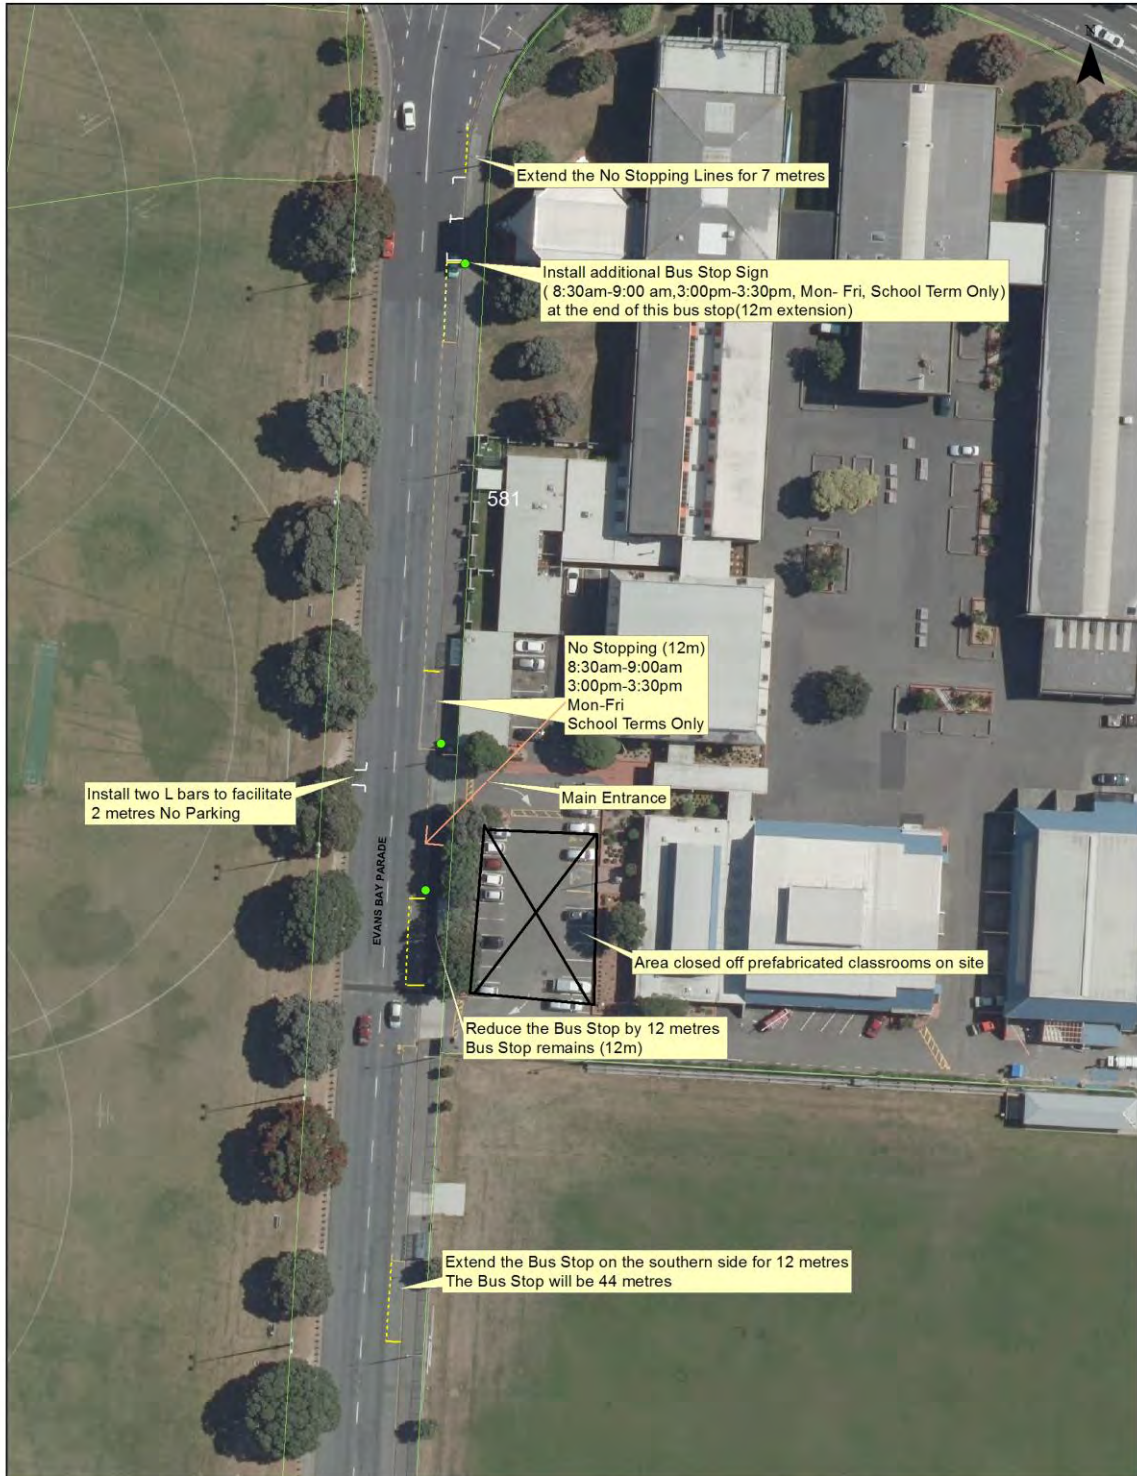 N
Extend the No Stopping Lines for 7 metres
Install additional Bus Stop Sign
( 8:30am-9:00 am,3:00pm-3:30pm, Mon- Fri, School Term Only)
at the end of this bus stop(12m extension)
581
No Stopping (12m)
8:30am-9:00am
3:00pm-3:30pm
Mon-Fri
School Terms Only
Install two L bars to facilitate
2 metres No Parking
Main Entrance
EVANS BAY PARADE
Area closed off prefabricated classrooms on site
Reduce the Bus Stop by 12 metres
Bus Stop remains (12m)
Extend the Bus Stop on the southern side for 12 metres
The Bus Stop will be 44 metres